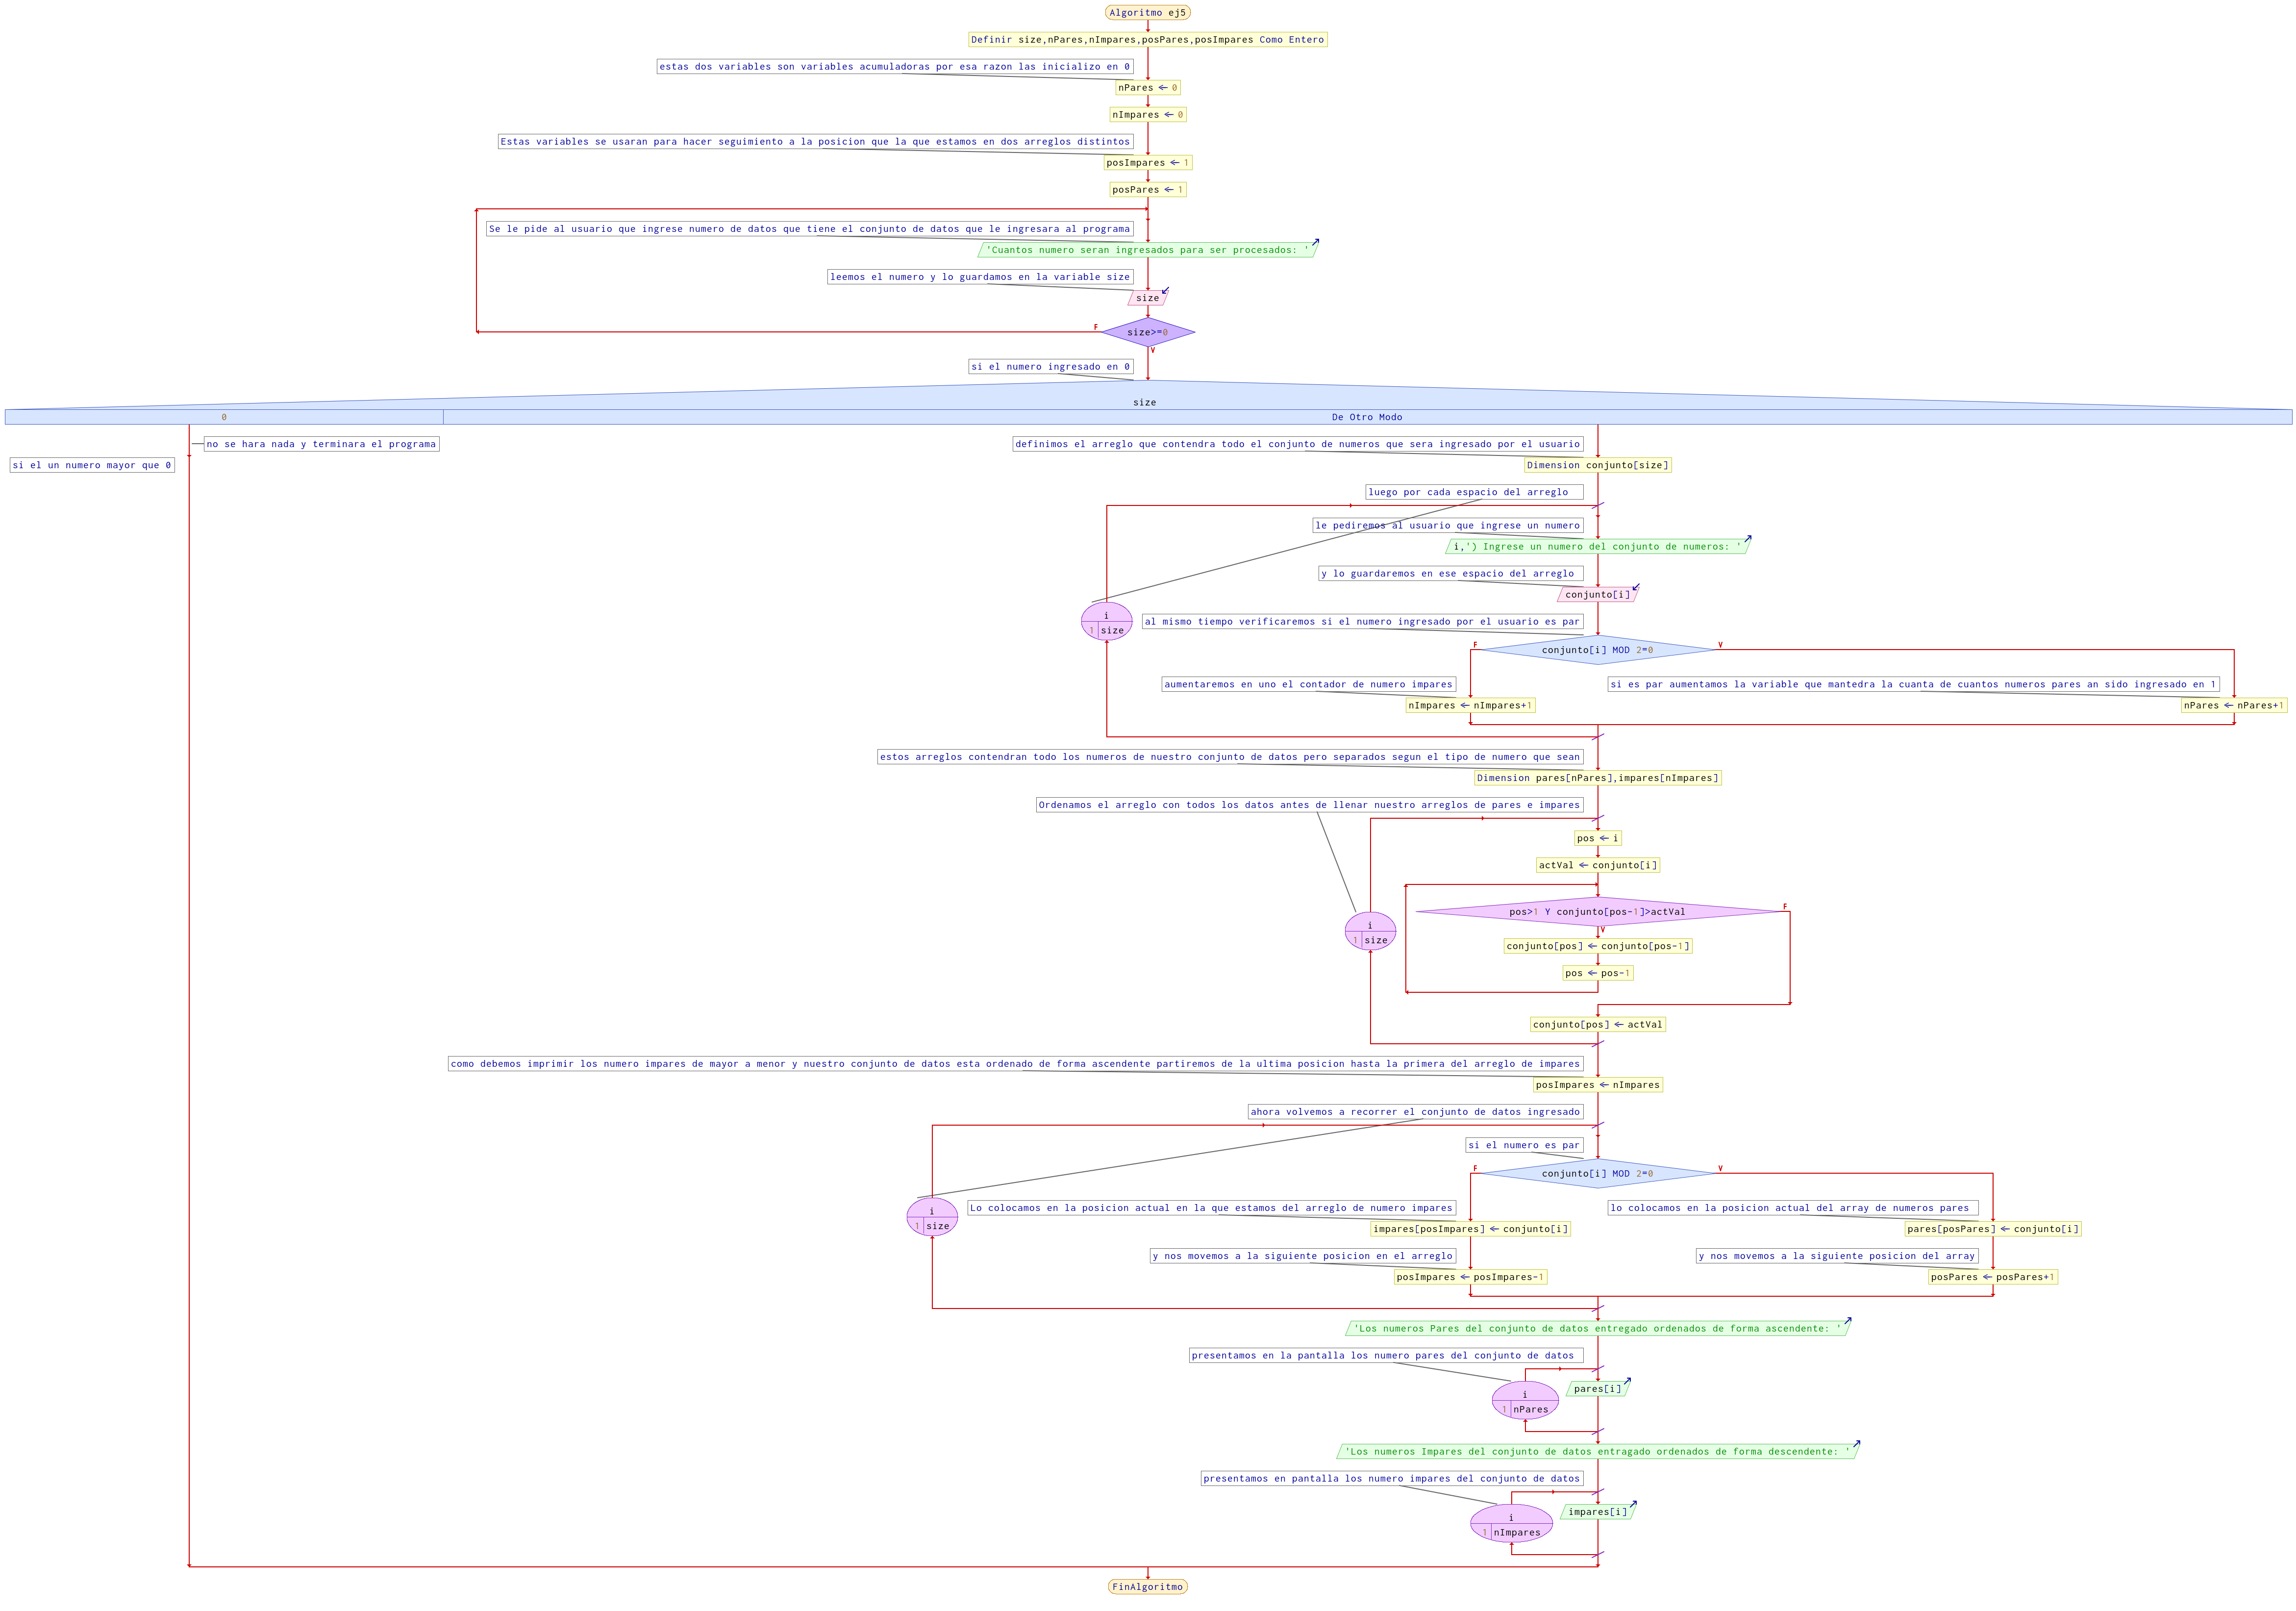 Algoritmo ej5
Definir size,nPares,nImpares,posPares,posImpares Como Entero
estas dos variables son variables acumuladoras por esa razon las inicializo en 0
nPares ← 0
nImpares ← 0
Estas variables se usaran para hacer seguimiento a la posicion que la que estamos en dos arreglos distintos
posImpares ← 1
posPares ← 1
Se le pide al usuario que ingrese numero de datos que tiene el conjunto de datos que le ingresara al programa
'Cuantos numero seran ingresados para ser procesados: '
leemos el numero y lo guardamos en la variable size
size
F
size>=0
V
si el numero ingresado en 0
size
0
De Otro Modo
no se hara nada y terminara el programa
si el un numero mayor que 0
definimos el arreglo que contendra todo el conjunto de numeros que sera ingresado por el usuario
Dimension conjunto[size]
luego por cada espacio del arreglo
le pediremos al usuario que ingrese un numero
i,') Ingrese un numero del conjunto de numeros: '
y lo guardaremos en ese espacio del arreglo
conjunto[i]
i
1 size
al mismo tiempo verificaremos si el numero ingresado por el usuario es par
F
conjunto[i] MOD 2=0
V
aumentaremos en uno el contador de numero impares
nImpares ← nImpares+1
si es par aumentamos la variable que mantedra la cuanta de cuantos numeros pares an sido ingresado en 1
nPares ← nPares+1
estos arreglos contendran todo los numeros de nuestro conjunto de datos pero separados segun el tipo de numero que sean
Dimension pares[nPares],impares[nImpares]
Ordenamos el arreglo con todos los datos antes de llenar nuestro arreglos de pares e impares
pos ← i
actVal ← conjunto[i]
i
1 size
pos>1 Y conjunto[pos-1]>actVal
F
V
conjunto[pos] ← conjunto[pos-1]
pos ← pos-1
conjunto[pos] ← actVal
como debemos imprimir los numero impares de mayor a menor y nuestro conjunto de datos esta ordenado de forma ascendente partiremos de la ultima posicion hasta la primera del arreglo de impares
posImpares ← nImpares
ahora volvemos a recorrer el conjunto de datos ingresado
si el numero es par
F
conjunto[i] MOD 2=0
V
i
1 size
Lo colocamos en la posicion actual en la que estamos del arreglo de numero impares
impares[posImpares] ← conjunto[i]
y nos movemos a la siguiente posicion en el arreglo
posImpares ← posImpares-1
lo colocamos en la posicion actual del array de numeros pares
pares[posPares] ← conjunto[i]
y nos movemos a la siguiente posicion del array
posPares ← posPares+1
'Los numeros Pares del conjunto de datos entregado ordenados de forma ascendente: '
presentamos en la pantalla los numero pares del conjunto de datos
i
1 nPares
pares[i]
'Los numeros Impares del conjunto de datos entragado ordenados de forma descendente: '
presentamos en pantalla los numero impares del conjunto de datos
i
1 nImpares
impares[i]
FinAlgoritmo